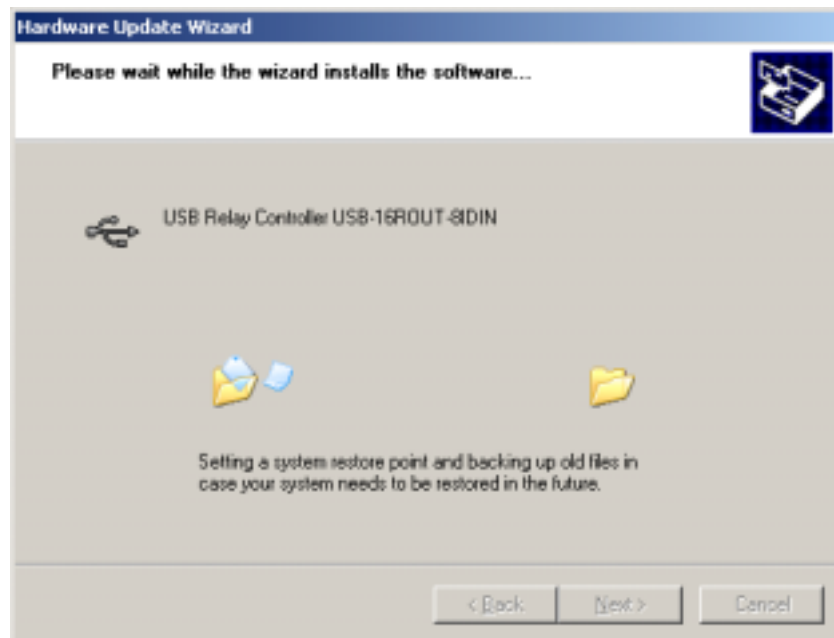 Hardware Update Wizard
Please wait while the wizard installs the software...
USB Relay Controller USB-16ROUT-8IDIN
Setting a system restore point and backing up old files in
case your system needs to be restored in the future.
< Back
Next >
Cancel